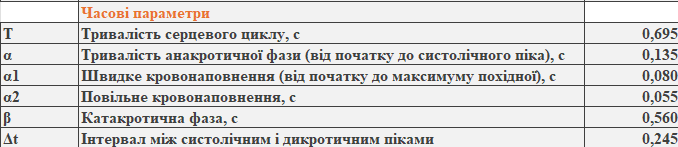 Часові параметри
T Тривалість серцевого циклу, с 0,695
α Тривалість анакротичної фази (від початку до систолічного піка), с 0,135
α1 Швидке кровонаповнення (від початку до максимуму похідної), с 0,080
α2 Повільне кровонаповнення, с 0,055
β Катакротична фаза, с 0,560
Δt Інтервал між систолічним і дикротичним піками 0,245